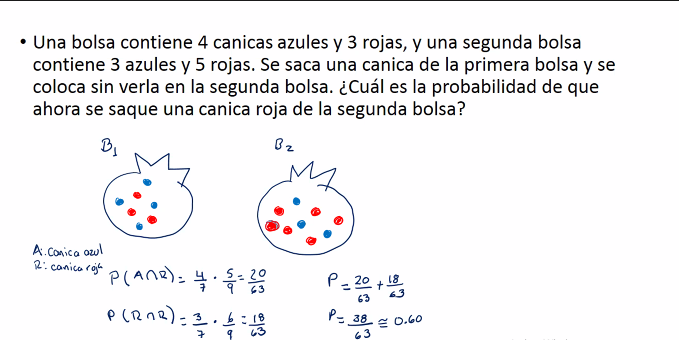 • Una bolsa contiene 4 canicas azules y 3 rojas, y una segunda bolsa
contiene 3 azules y 5 rojas. Se saca una canica de la primera bolsa y se
coloca sin verla en la segunda bolsa. ¿Cuál es la probabilidad de que
ahora se saque una canica roja de la segunda bolsa?
B₁
B₂
A: Canica azul
R: canica roja
P(A∩R) = 4/7 · 5/9 = 20/63
P(R∩R) = 3/7 · 6/9 = 18/63
P = 20/63 + 18/63
P = 38/63 ≅ 0.60